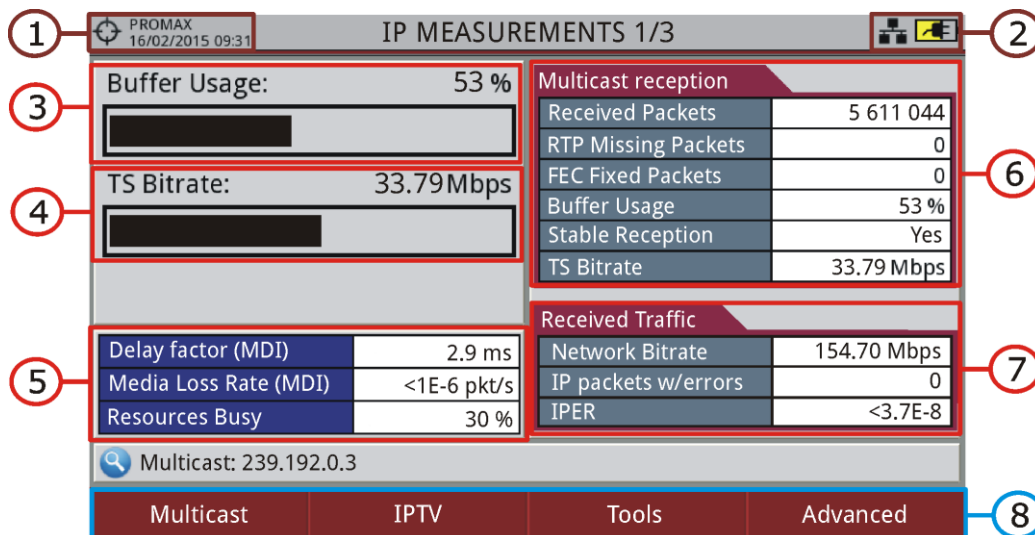 1
PROMAX
16/02/2015 09:31
IP MEASUREMENTS 1/3
2
3
Buffer Usage: 53 %
4
TS Bitrate: 33.79 Mbps
5
Delay factor (MDI) 2.9 ms
Media Loss Rate (MDI) <1E-6 pkt/s
Resources Busy 30 %
Multicast reception
Received Packets 5 611 044
RTP Missing Packets 0
FEC Fixed Packets 0
Buffer Usage 53 %
Stable Reception Yes
TS Bitrate 33.79 Mbps
6
Received Traffic
Network Bitrate 154.70 Mbps
IP packets w/errors 0
IPER <3.7E-8
7
Multicast: 239.192.0.3
Multicast IPTV Tools Advanced
8